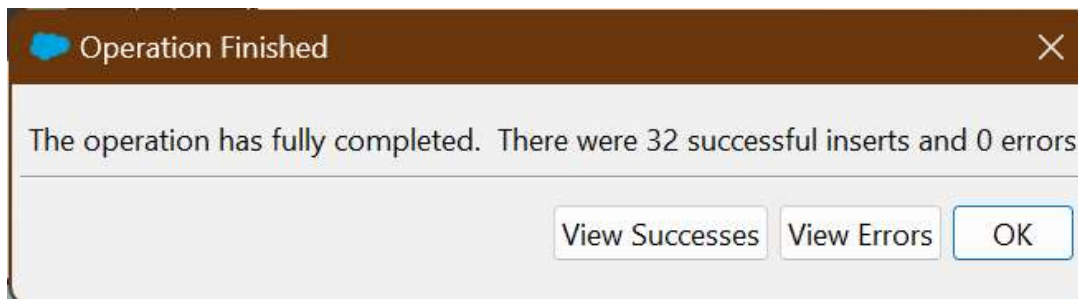 Operation Finished
The operation has fully completed.  There were 32 successful inserts and 0 errors
View Successes View Errors OK